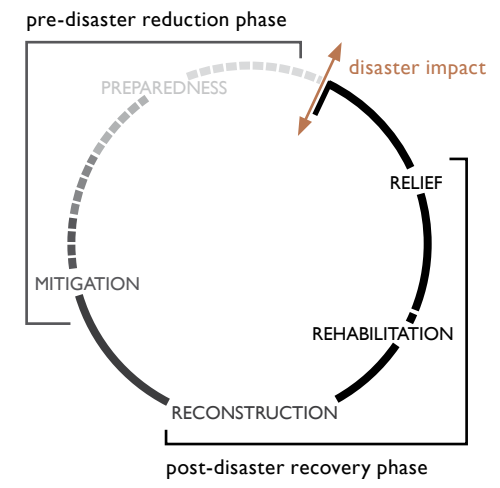 pre-disaster reduction phase
disaster impact
PREPAREDNESS
RELIEF
MITIGATION
REHABILITATION
RECONSTRUCTION
post-disaster recovery phase